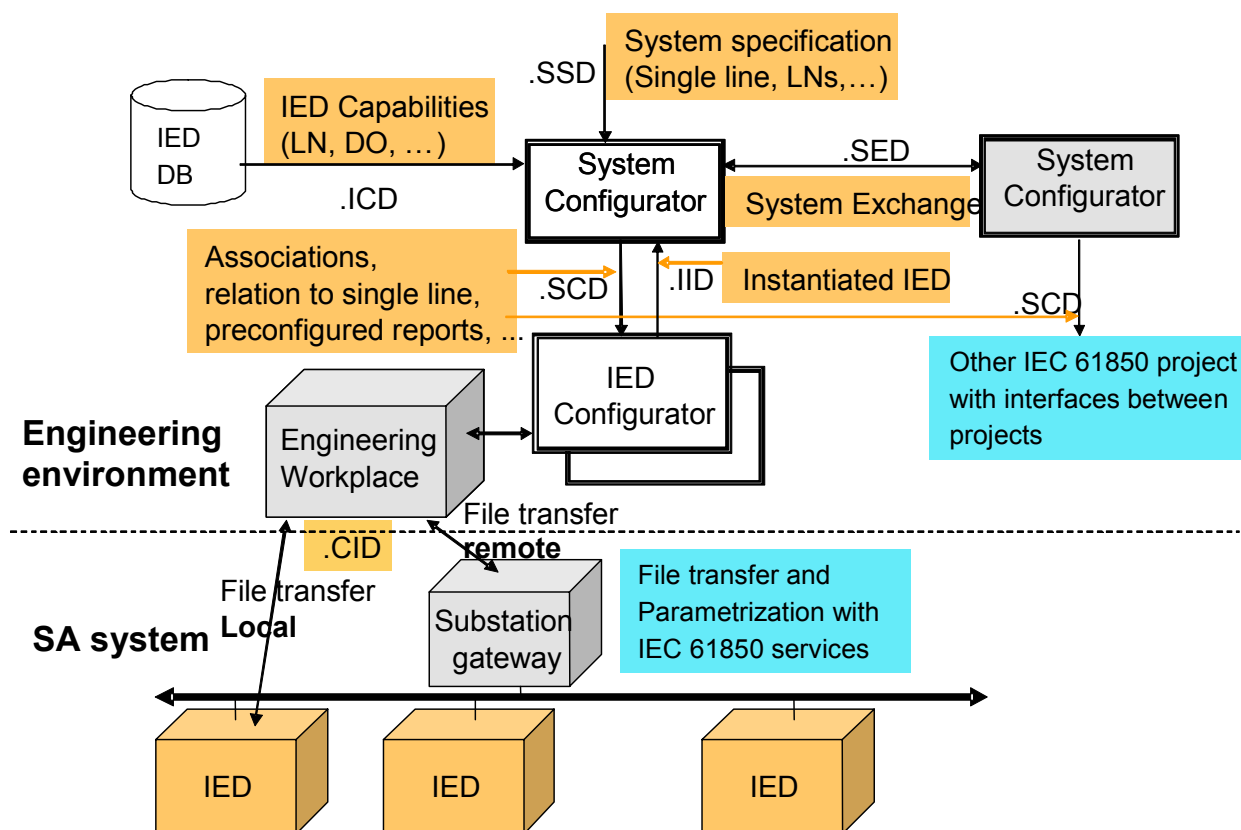 System specification
(Single line, LNs,…)
.SSD
IED Capabilities
(LN, DO, …)
IED
DB
.ICD
System
Configurator
.SED
System Exchange
System
Configurator
Associations,
relation to single line,
preconfigured reports, ...
.SCD
.IID
Instantiated IED
.SCD
IED
Configurator
Other IEC 61850 project
with interfaces between
projects
Engineering
environment
Engineering
Workplace
File transfer
remote
.CID
File transfer
Local
SA system
Substation
gateway
File transfer and
Parametrization with
IEC 61850 services
IED
IED
IED